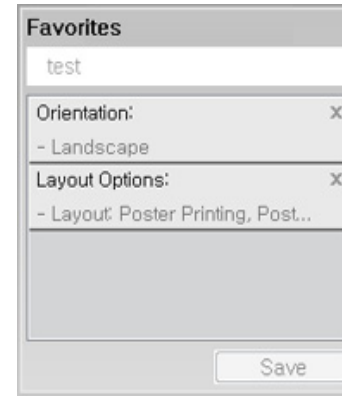 Favorites
test
Orientation: x
- Landscape
Layout Options: x
- Layout: Poster Printing, Post...
Save